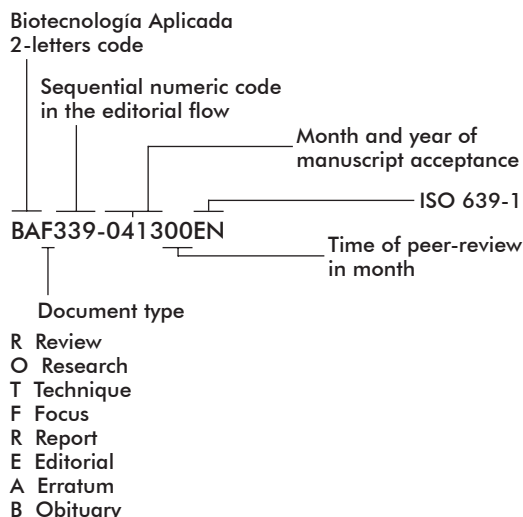 Biotecnología Aplicada
2-letters code
Sequential numeric code
in the editorial flow
Month and year of
manuscript acceptance
ISO 639-1
BAF339-041300EN
Time of peer-review
in month
Document type
R Review
O Research
T Technique
F Focus
R Report
E Editorial
A Erratum
B Obituary